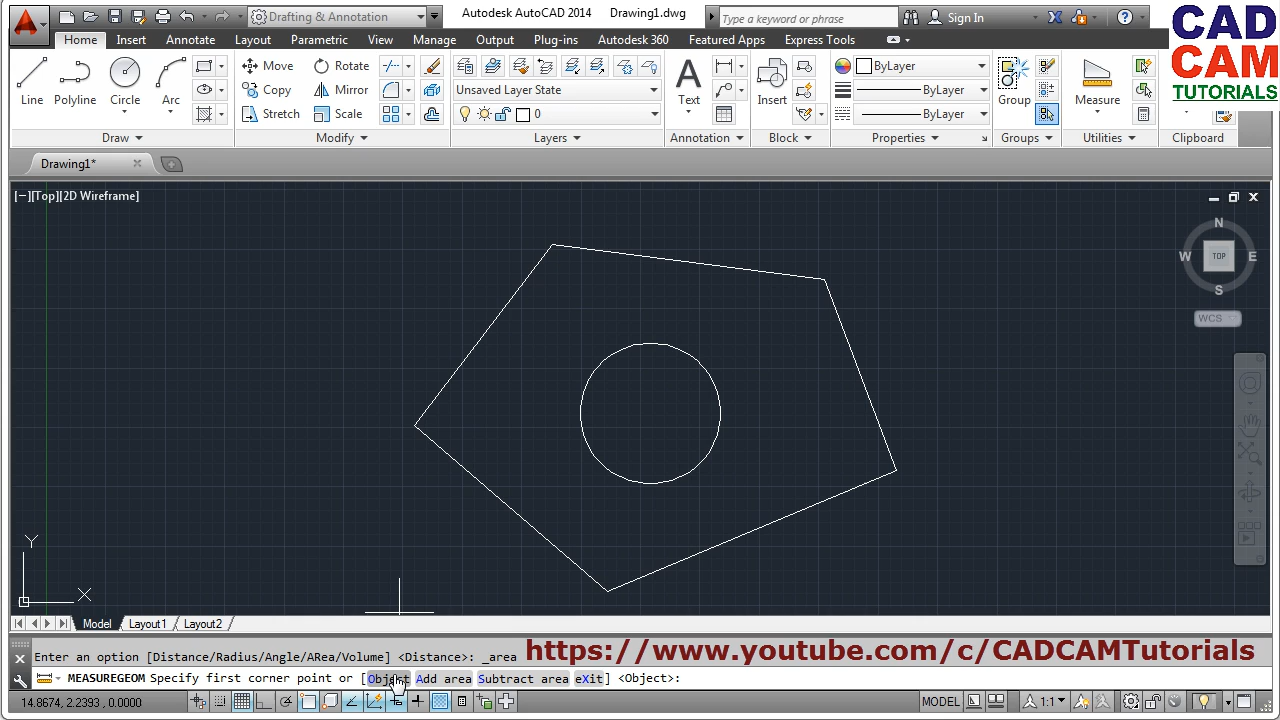 Drafting & Annotation
Autodesk AutoCAD 2014 Drawing1.dwg
Type a keyword or phrase
Sign In
CAD
CAM
TUTORIALS
Home Insert Annotate Layout Parametric View Manage Output Plug-ins Autodesk 360 Featured Apps Express Tools
Line Polyline Circle Arc
Move Rotate
Copy Mirror
Stretch Scale
Unsaved Layer State
0
Text
Insert
ByLayer
ByLayer
ByLayer
Group
Measure
Draw Modify Layers Annotation Block Properties Groups Utilities Clipboard
Drawing1*
[−][Top][2D Wireframe]
N
W TOP E
S
WCS
Y
X
Model Layout1 Layout2
Enter an option [Distance/Radius/Angle/ARea/Volume] <Distance>: _area
https://www.youtube.com/c/CADCAMTutorials
MEASUREGEOM Specify first corner point or [Object Add area Subtract area eXit] <Object>:
14.8674, 2.2393, 0.0000
MODEL
1:1